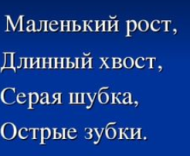 Маленький рост,
Длинный хвост,
Серая шубка,
Острые зубки.